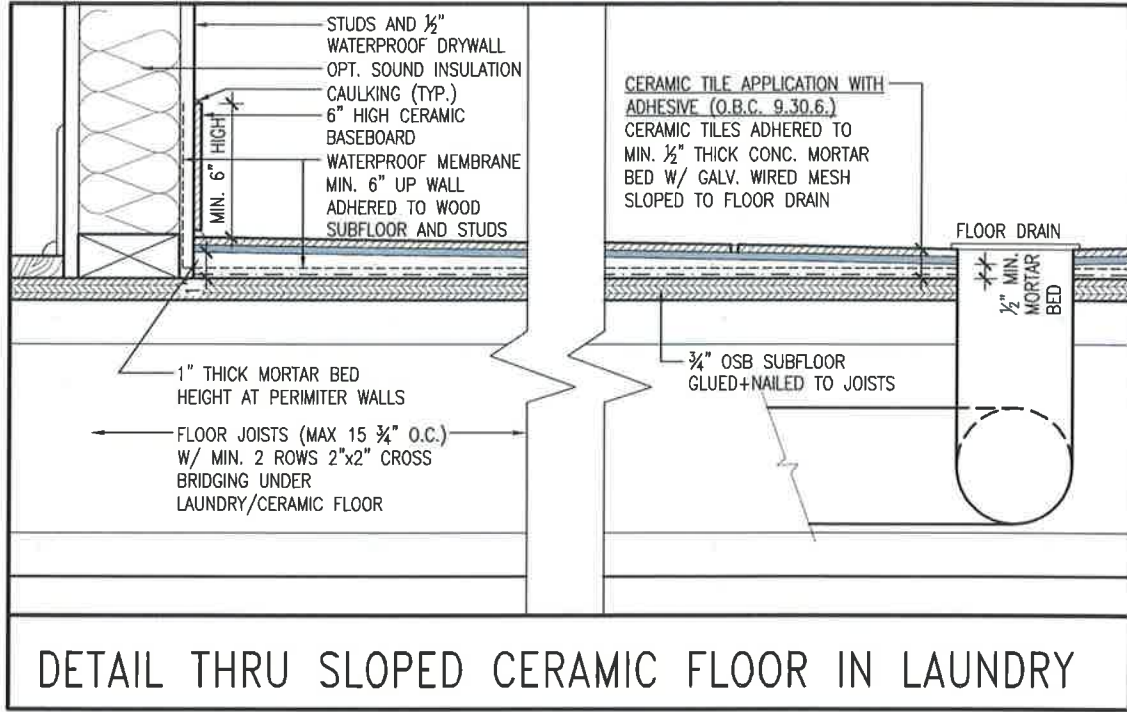 STUDS AND ½"
WATERPROOF DRYWALL
OPT. SOUND INSULATION
CAULKING (TYP.)
6" HIGH CERAMIC
BASEBOARD
WATERPROOF MEMBRANE
MIN. 6" UP WALL
ADHERED TO WOOD
SUBFLOOR AND STUDS
MIN. 6" HIGH
1"
CERAMIC TILE APPLICATION WITH
ADHESIVE (O.B.C. 9.30.6.)
CERAMIC TILES ADHERED TO
MIN. ½" THICK CONC. MORTAR
BED W/ GALV. WIRED MESH
SLOPED TO FLOOR DRAIN
FLOOR DRAIN
½" MIN.
MORTAR
BED
1" THICK MORTAR BED
HEIGHT AT PERIMITER WALLS
¾" OSB SUBFLOOR
GLUED+NAILED TO JOISTS
FLOOR JOISTS (MAX 15 ¾" O.C.)
W/ MIN. 2 ROWS 2"x2" CROSS
BRIDGING UNDER
LAUNDRY/CERAMIC FLOOR
DETAIL THRU SLOPED CERAMIC FLOOR IN LAUNDRY